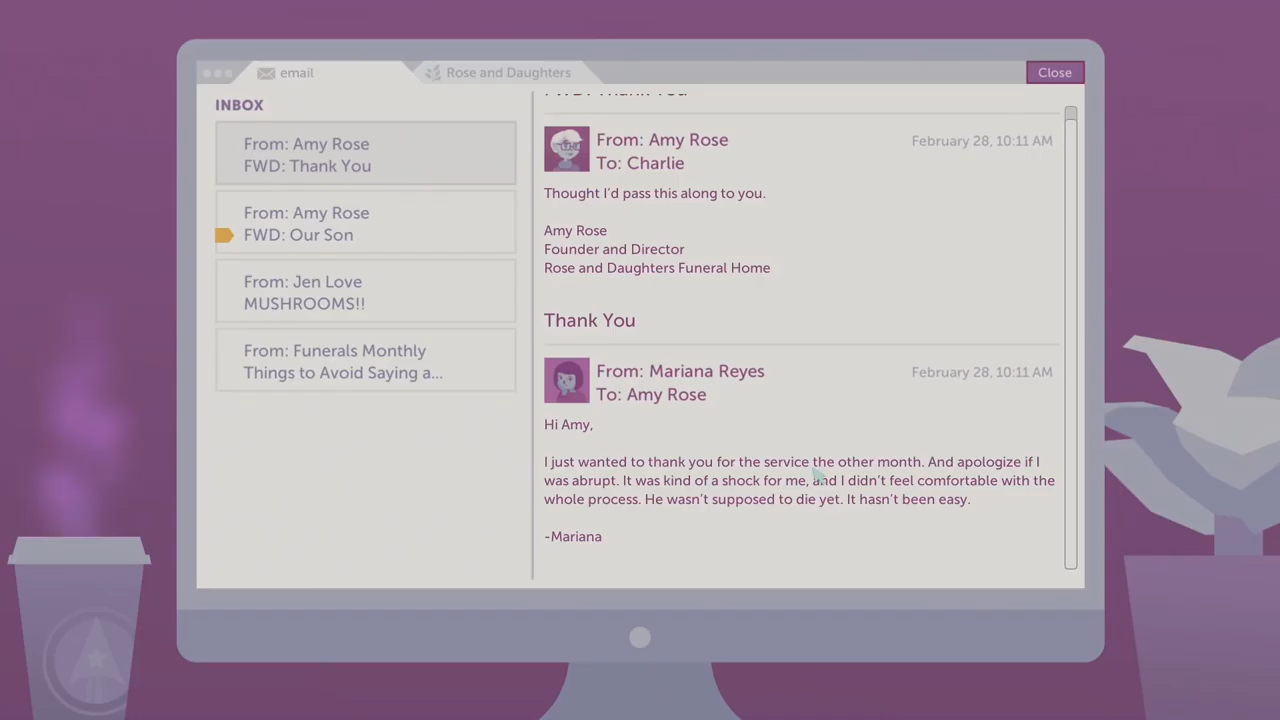 email
Rose and Daughters
Close
INBOX
From: Amy Rose
FWD: Thank You
From: Amy Rose
FWD: Our Son
From: Jen Love
MUSHROOMS!!
From: Funerals Monthly
Things to Avoid Saying a...
FWD: Thank You
From: Amy Rose
February 28, 10:11 AM
To: Charlie
Thought I'd pass this along to you.
Amy Rose
Founder and Director
Rose and Daughters Funeral Home
Thank You
From: Mariana Reyes
February 28, 10:11 AM
To: Amy Rose
Hi Amy,
I just wanted to thank you for the service the other month. And apologize if I
was abrupt. It was kind of a shock for me, and I didn't feel comfortable with the
whole process. He wasn't supposed to die yet. It hasn't been easy.
-Mariana